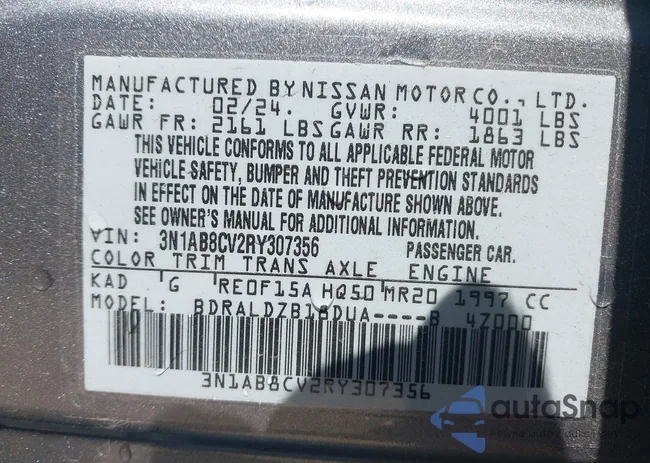 MANUFACTURED BY NISSAN MOTOR CO., LTD.
DATE: 02/24. GVWR: 4001 LBS
GAWR FR: 2161 LBS GAWR RR: 1863 LBS
THIS VEHICLE CONFORMS TO ALL APPLICABLE FEDERAL MOTOR
VEHICLE SAFETY, BUMPER AND THEFT PREVENTION STANDARDS
IN EFFECT ON THE DATE OF MANUFACTURE SHOWN ABOVE.
SEE OWNER'S MANUAL FOR ADDITIONAL INFORMATION.
VIN: 3N1AB8CV2RY307356 PASSENGER CAR.
COLOR TRIM TRANS AXLE ENGINE
KAD G RE0F15A HQ50 MR20 1997 CC
MODEL: BDRALDZB18DUA----B 4Z000
3N1AB8CV2RY307356
autoSnap